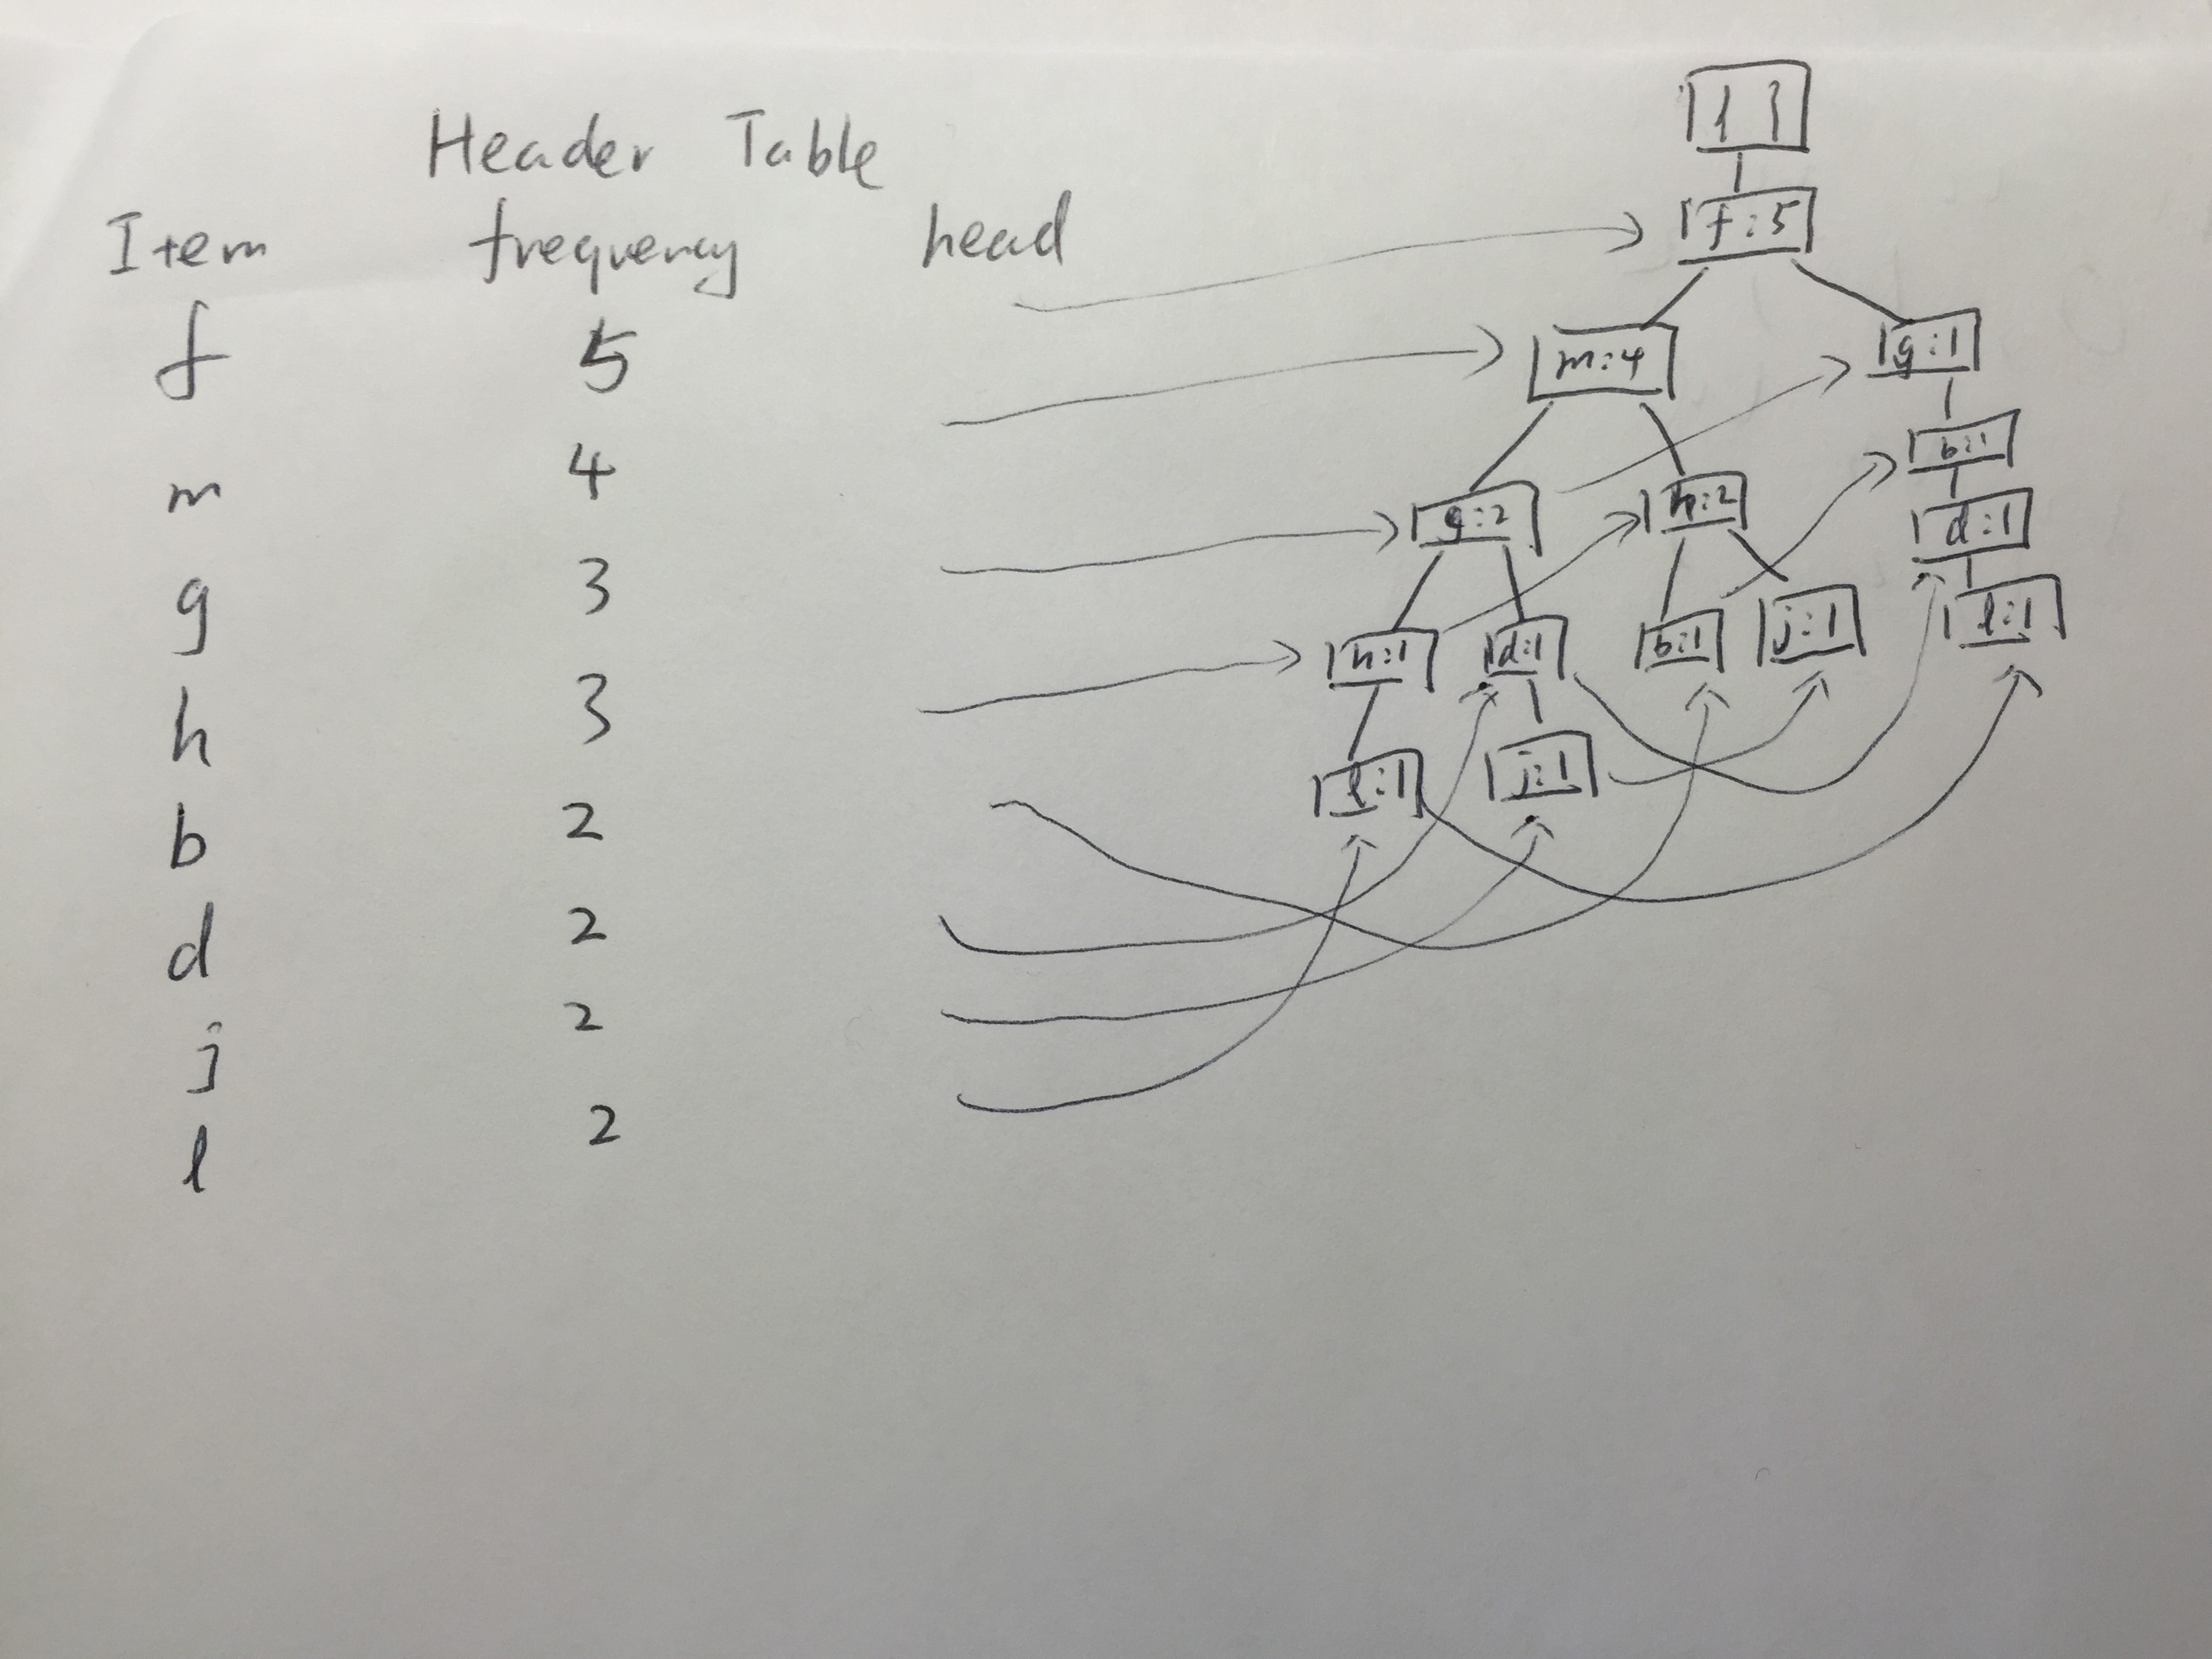 Header Table
Item frequency head
f 5
m 4
g 3
h 3
b 2
d 2
j 2
l 2
{ }
f:5
m:4 g:1
g:2 h:2 b:1
h:1 d:1 b:1 j:1 d:1
l:1 j:1 l:1